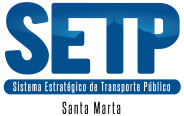 SETP
Sistema Estratégico de Transporte Público
Santa Marta